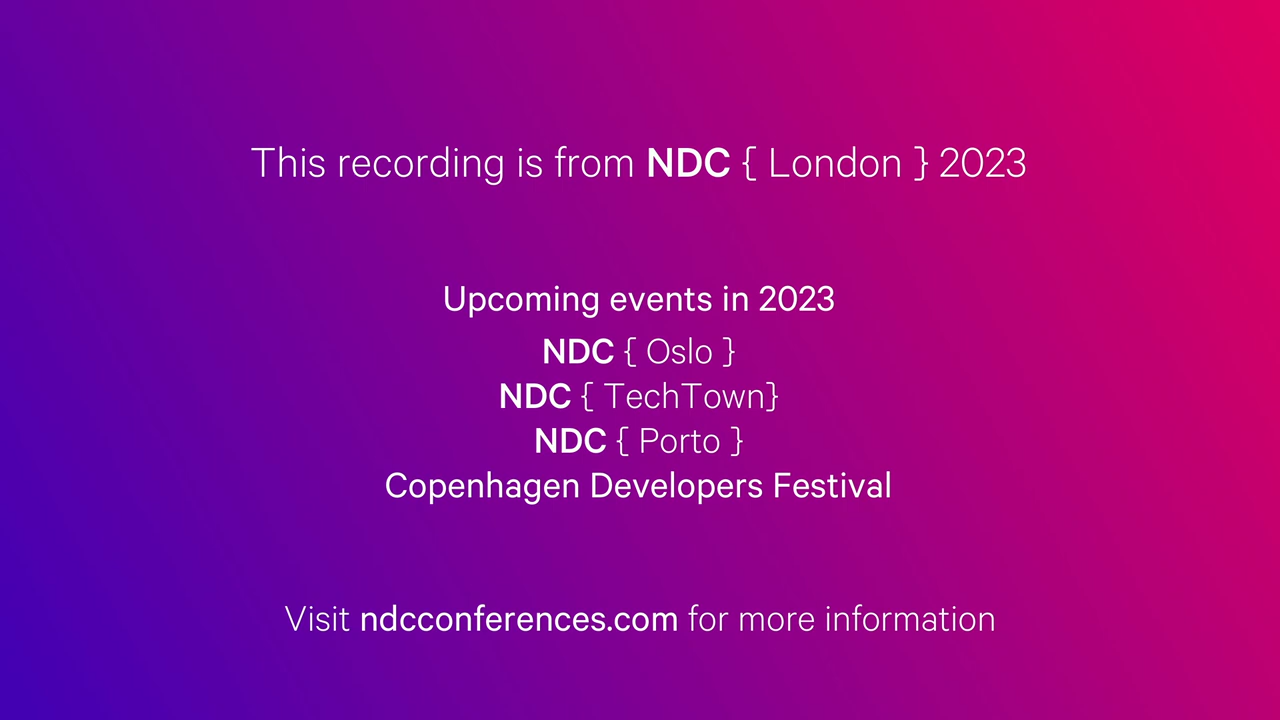 This recording is from NDC { London } 2023
Upcoming events in 2023
NDC { Oslo }
NDC { TechTown}
NDC { Porto }
Copenhagen Developers Festival
Visit ndcconferences.com for more information